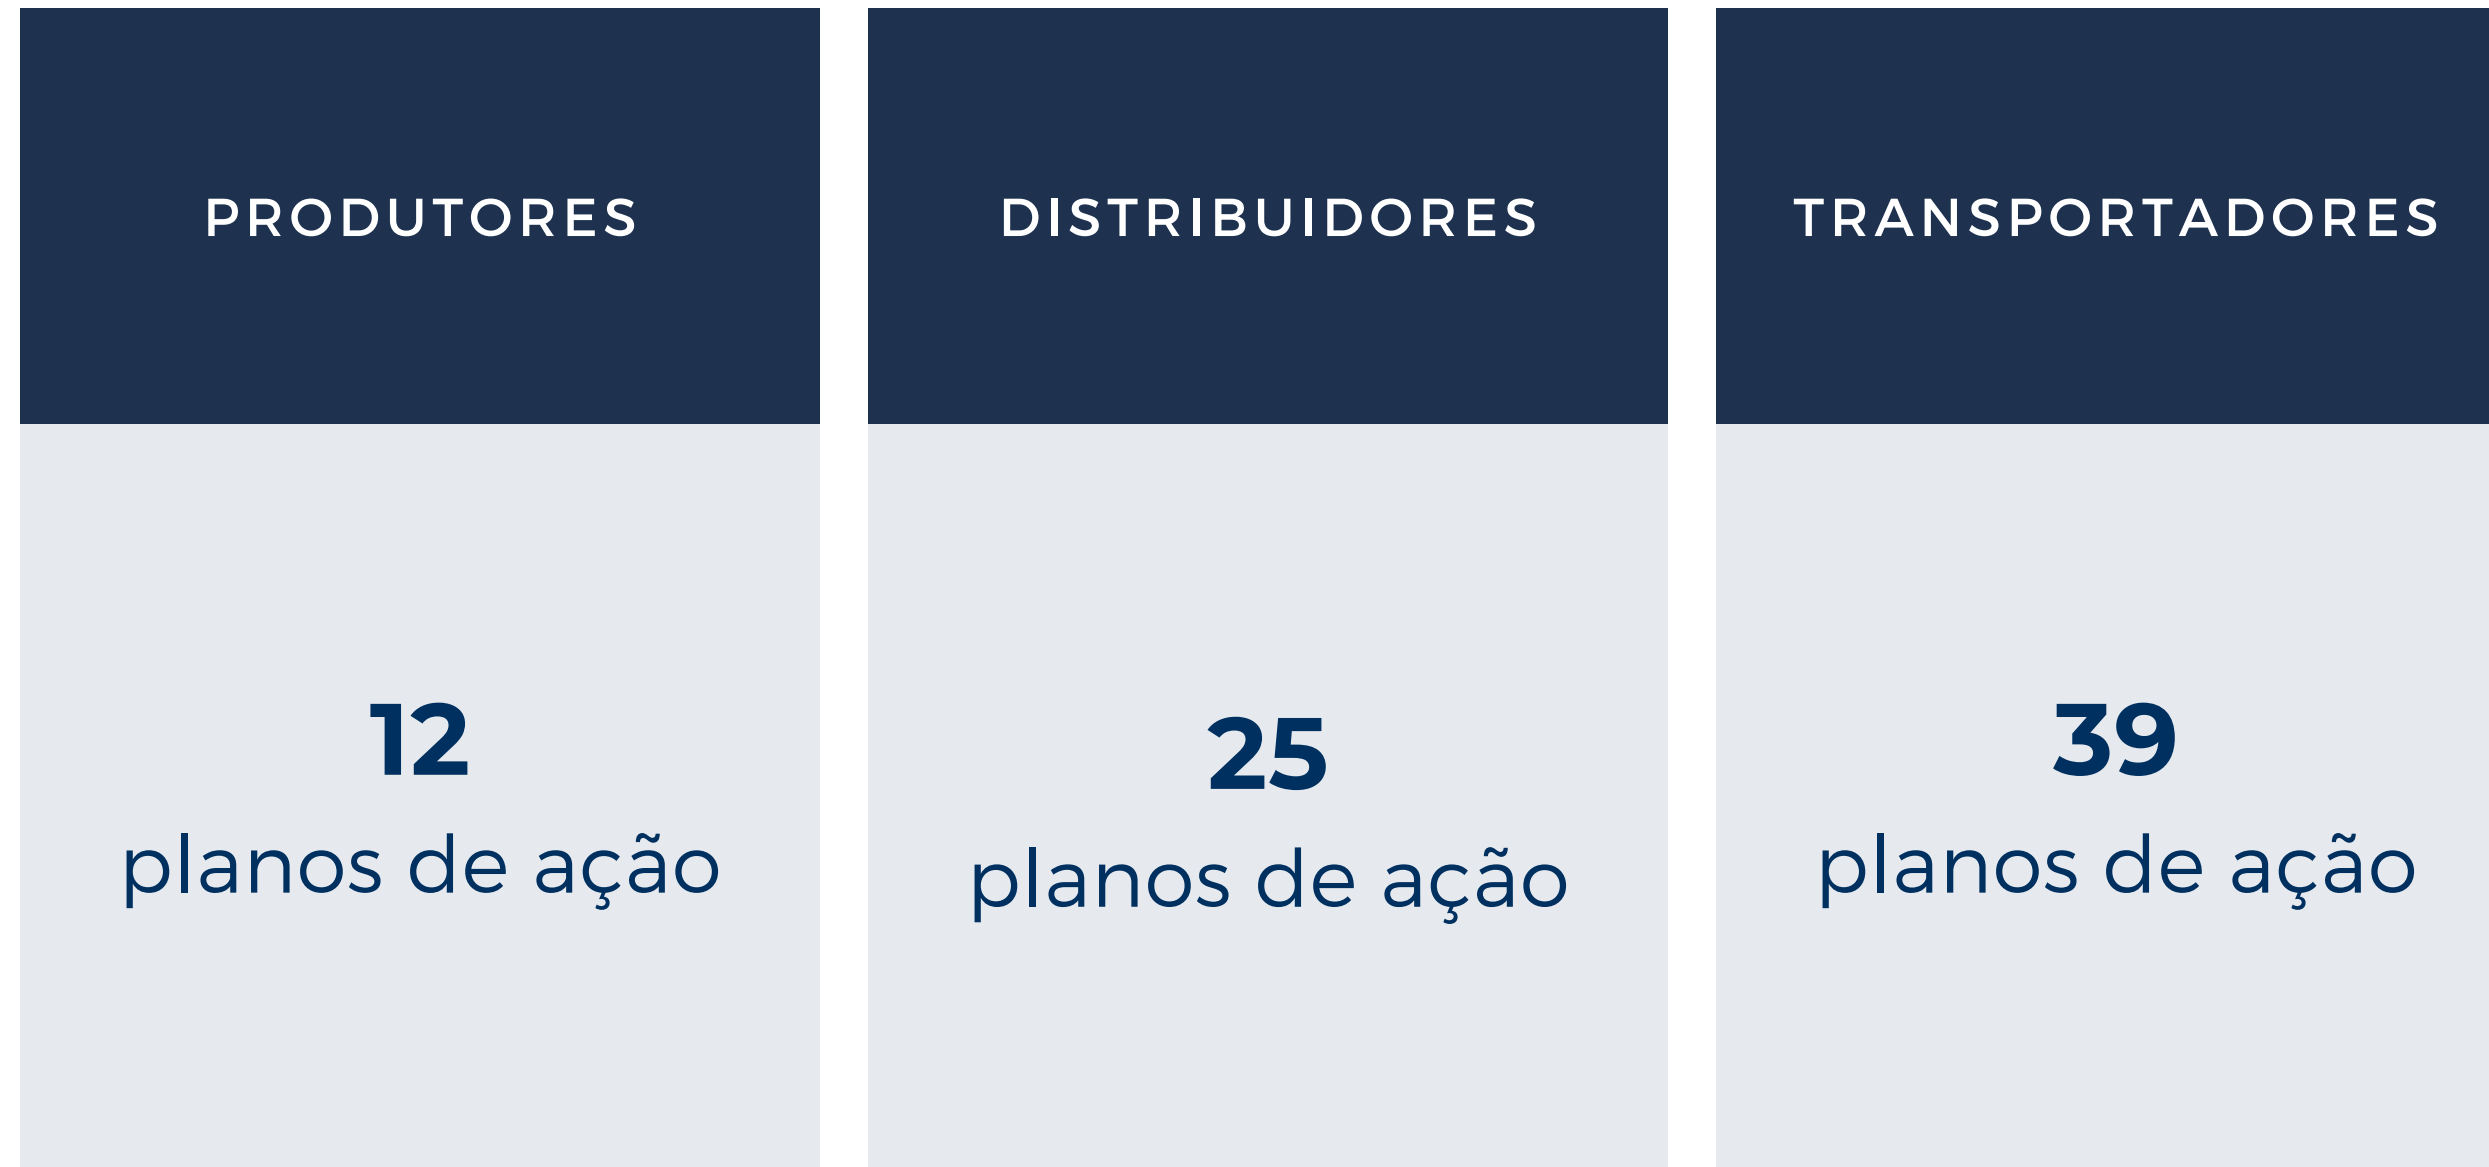 PRODUTORES
12
planos de ação
DISTRIBUIDORES
25
planos de ação
TRANSPORTADORES
39
planos de ação